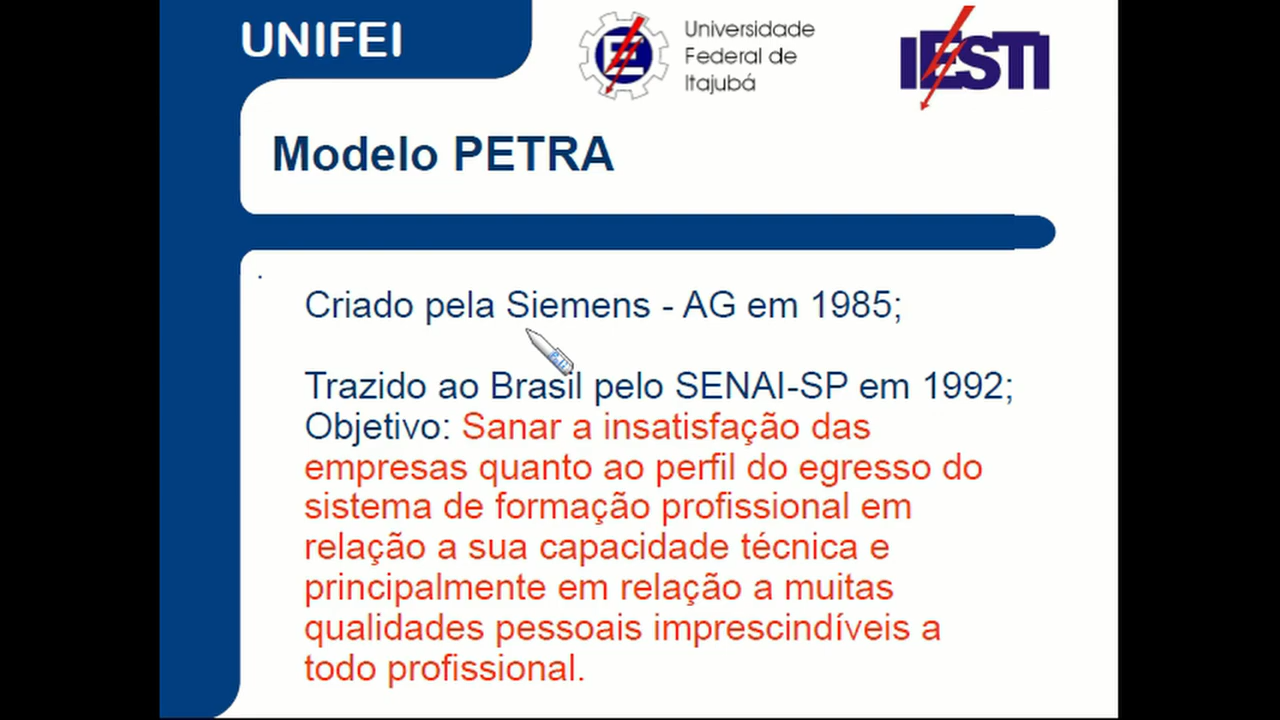 UNIFEI
Universidade
Federal de
Itajubá
IESTI
Modelo PETRA
Criado pela Siemens - AG em 1985;
Trazido ao Brasil pelo SENAI-SP em 1992;
Objetivo: Sanar a insatisfação das
empresas quanto ao perfil do egresso do
sistema de formação profissional em
relação a sua capacidade técnica e
principalmente em relação a muitas
qualidades pessoais imprescindíveis a
todo profissional.